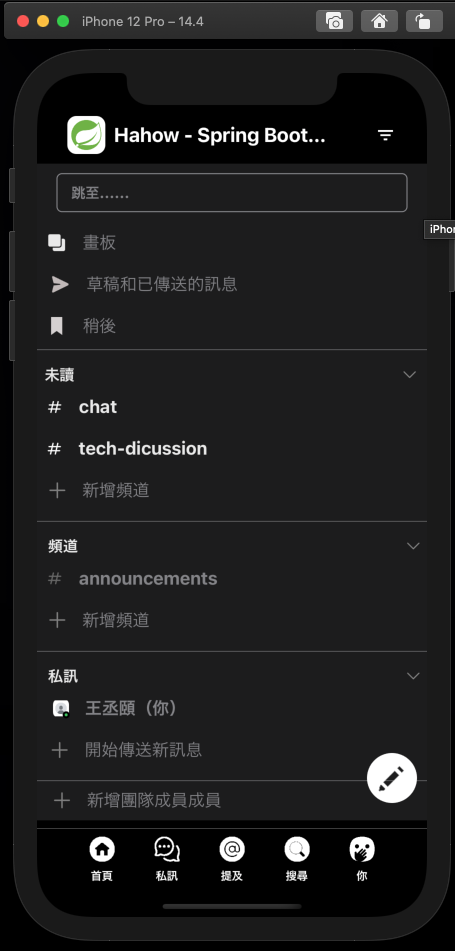 iPhone 12 Pro – 14.4
Hahow - Spring Boot...
跳至......
iPhon
畫板
草稿和已傳送的訊息
稍後
未讀
# chat
# tech-dicussion
新增頻道
頻道
# announcements
新增頻道
私訊
王丞頤（你）
開始傳送新訊息
新增團隊成員成員
首頁
私訊
提及
搜尋
你